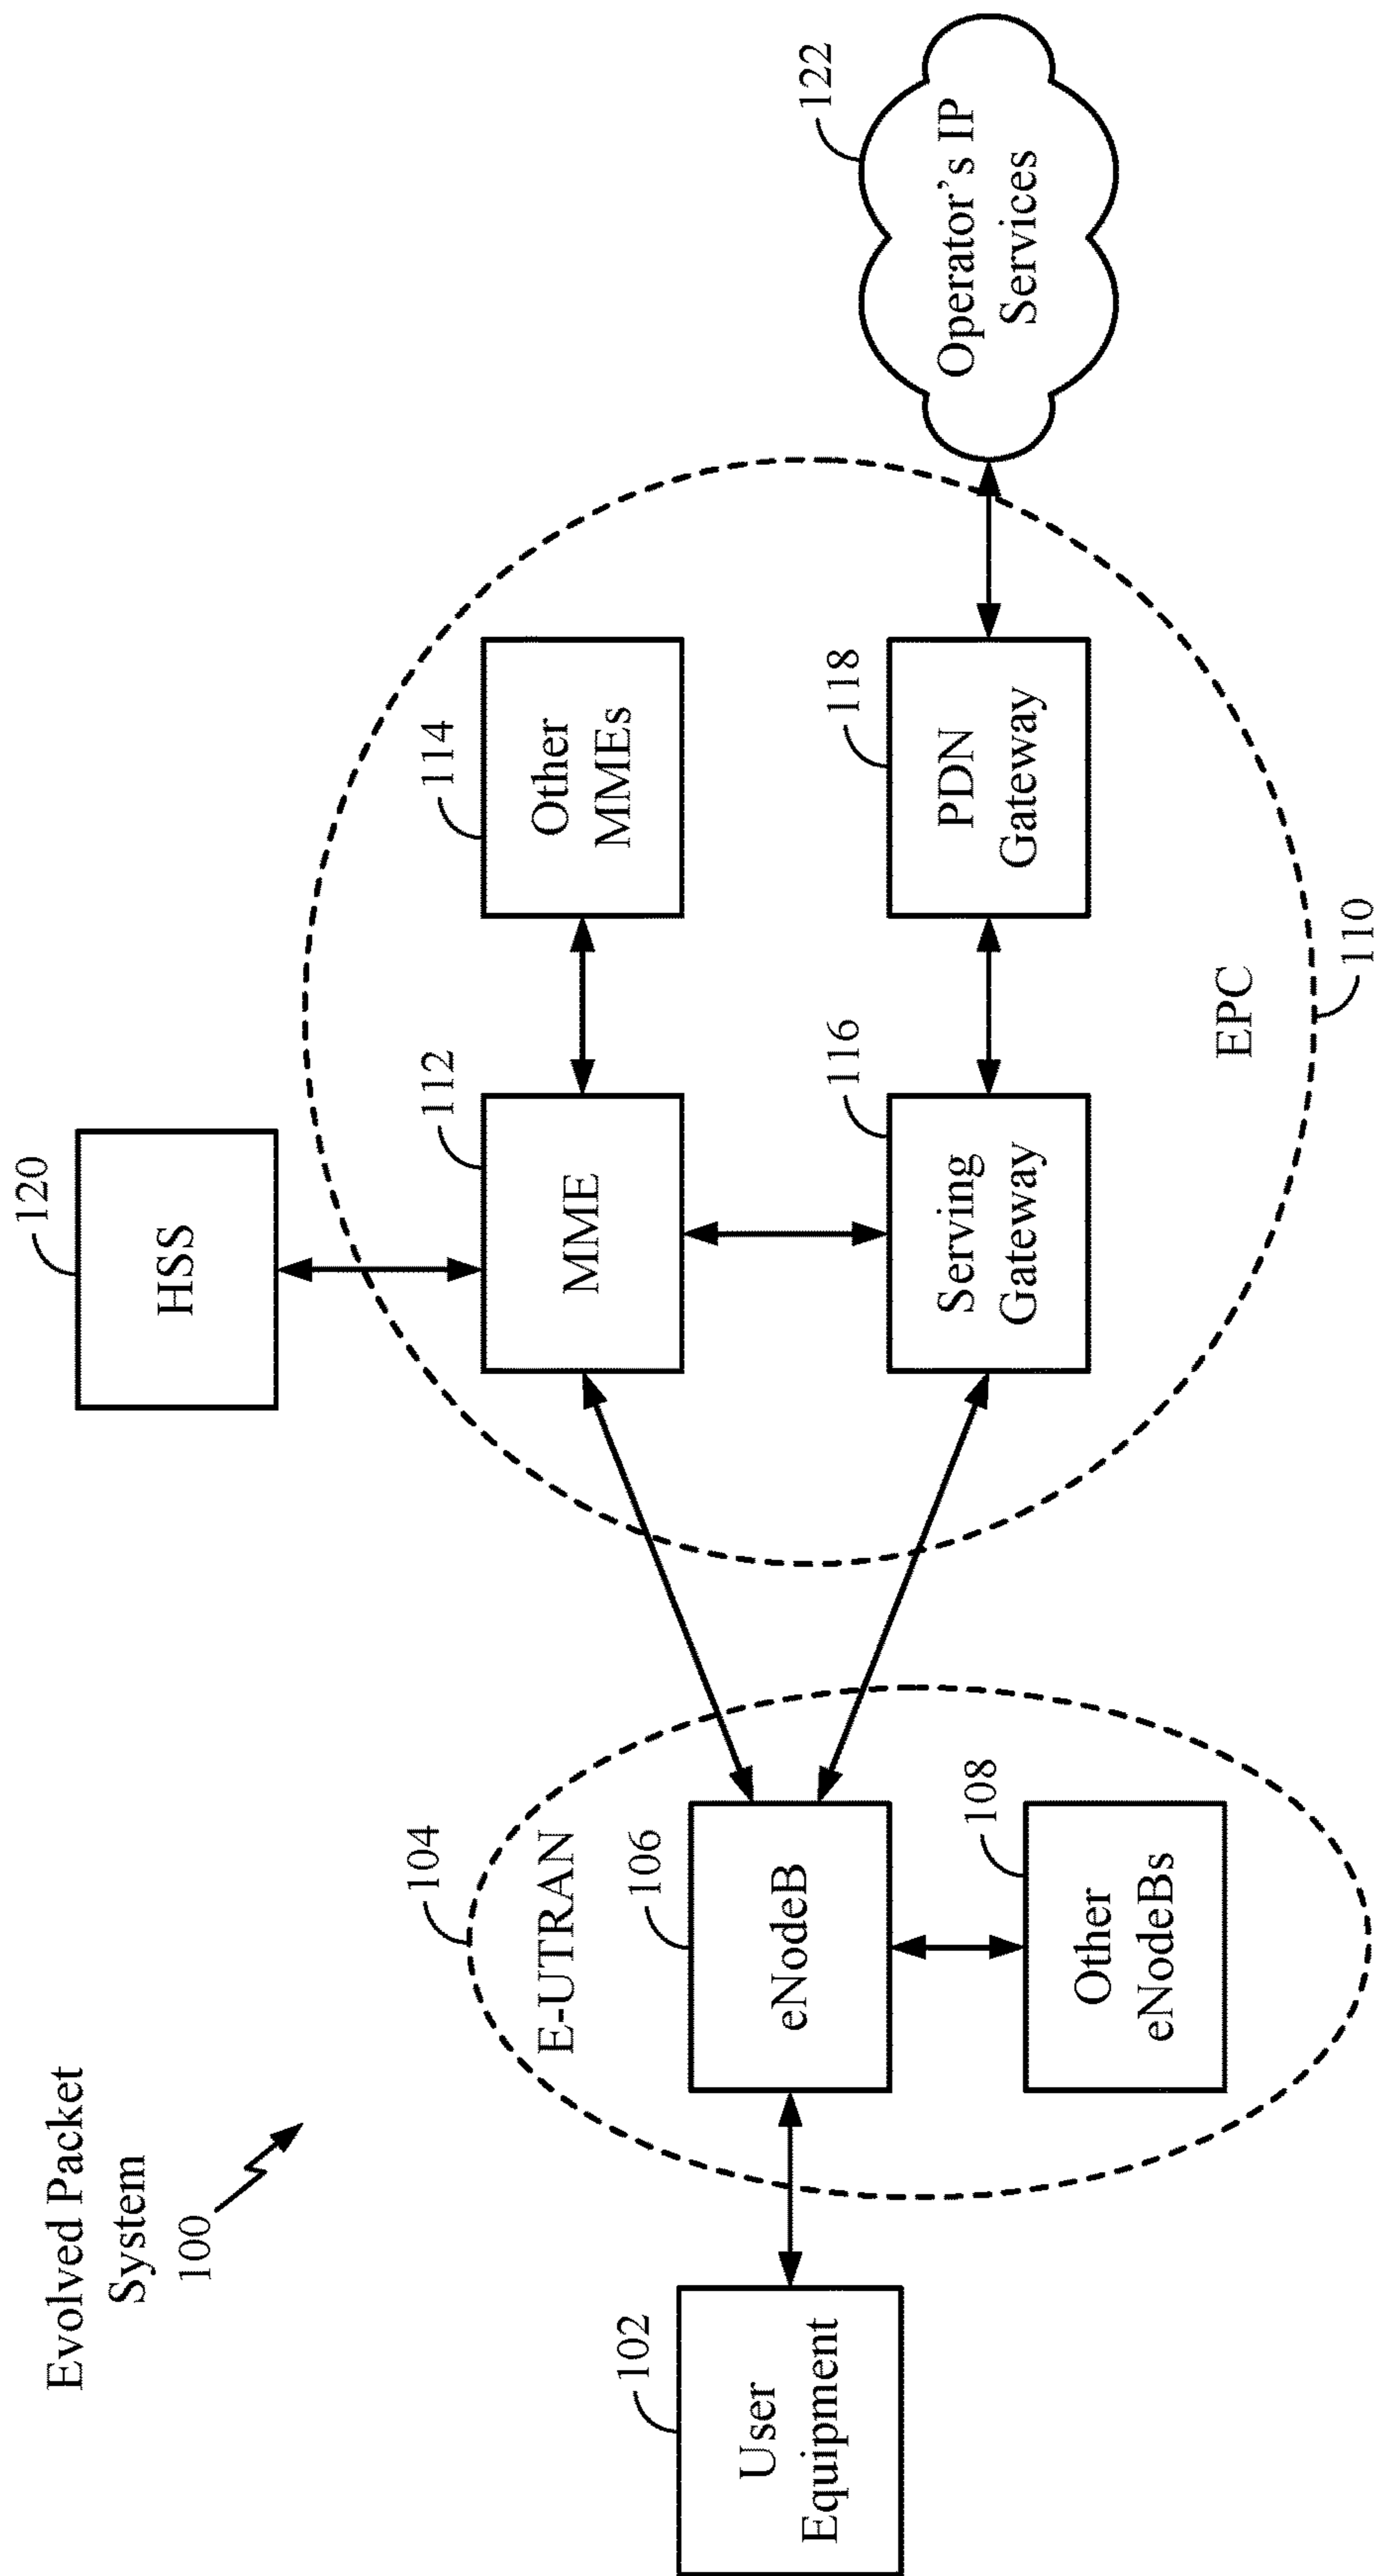 Evolved Packet
System
100
102
User
Equipment
104
E-UTRAN
106
eNodeB
108
Other
eNodeBs
120
HSS
112
MME
114
Other
MMEs
116
Serving
Gateway
118
PDN
Gateway
EPC
110
122
Operator's IP
Services